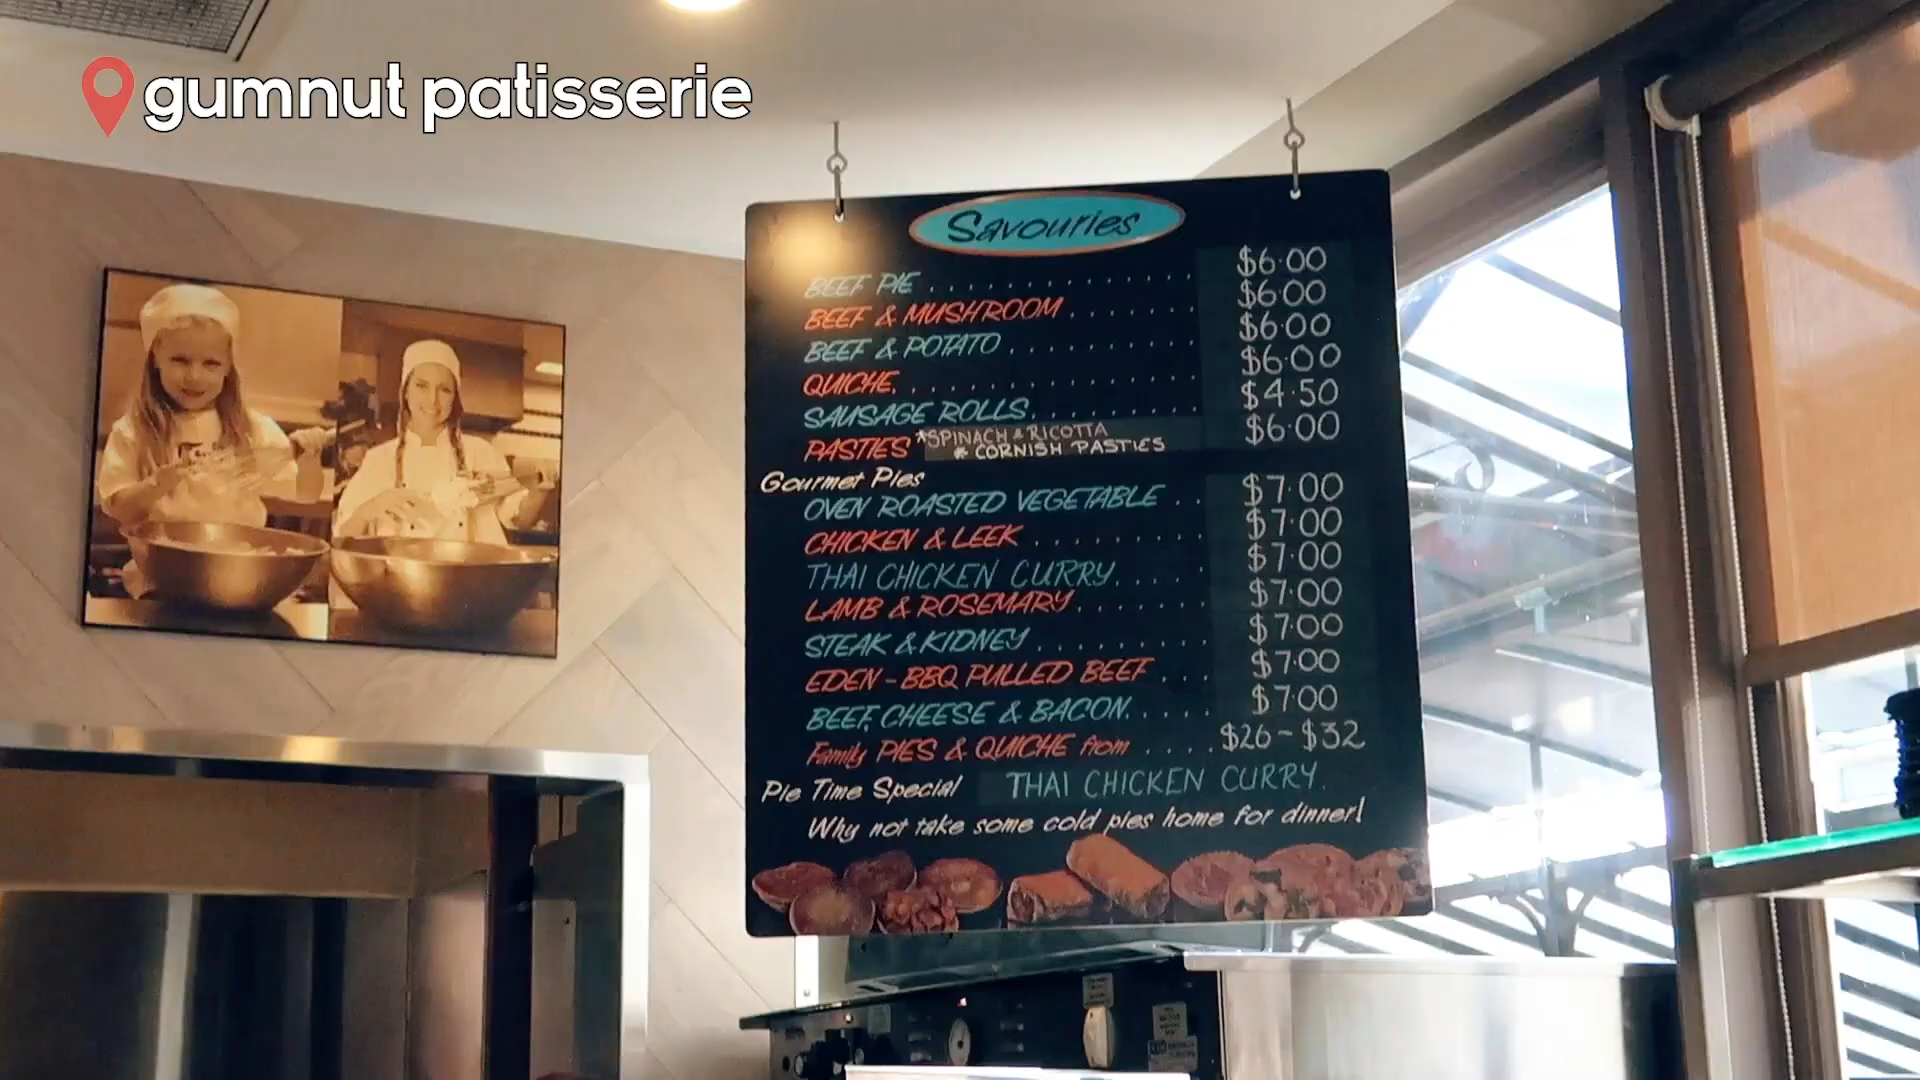 gumnut patisserie
Savouries
BEEF PIE . . . . . . . . . . . . . $6.00
BEEF & MUSHROOM . . . . . . . $6.00
BEEF & POTATO . . . . . . . . . . $6.00
QUICHE. . . . . . . . . . . . . . . $6.00
SAUSAGE ROLLS. . . . . . . . . $4.50
PASTIES *SPINACH & RICOTTA $6.00
* CORNISH PASTIES
Gourmet Pies
OVEN ROASTED VEGETABLE . . $7.00
CHICKEN & LEEK . . . . . . . . . $7.00
THAI CHICKEN CURRY. . . . . $7.00
LAMB & ROSEMARY. . . . . . . $7.00
STEAK & KIDNEY . . . . . . . . . $7.00
EDEN - BBQ PULLED BEEF . . . $7.00
BEEF, CHEESE & BACON. . . . . $7.00
Family PIES & QUICHE from . . . . $26 - $32
Pie Time Special THAI CHICKEN CURRY.
Why not take some cold pies home for dinner!